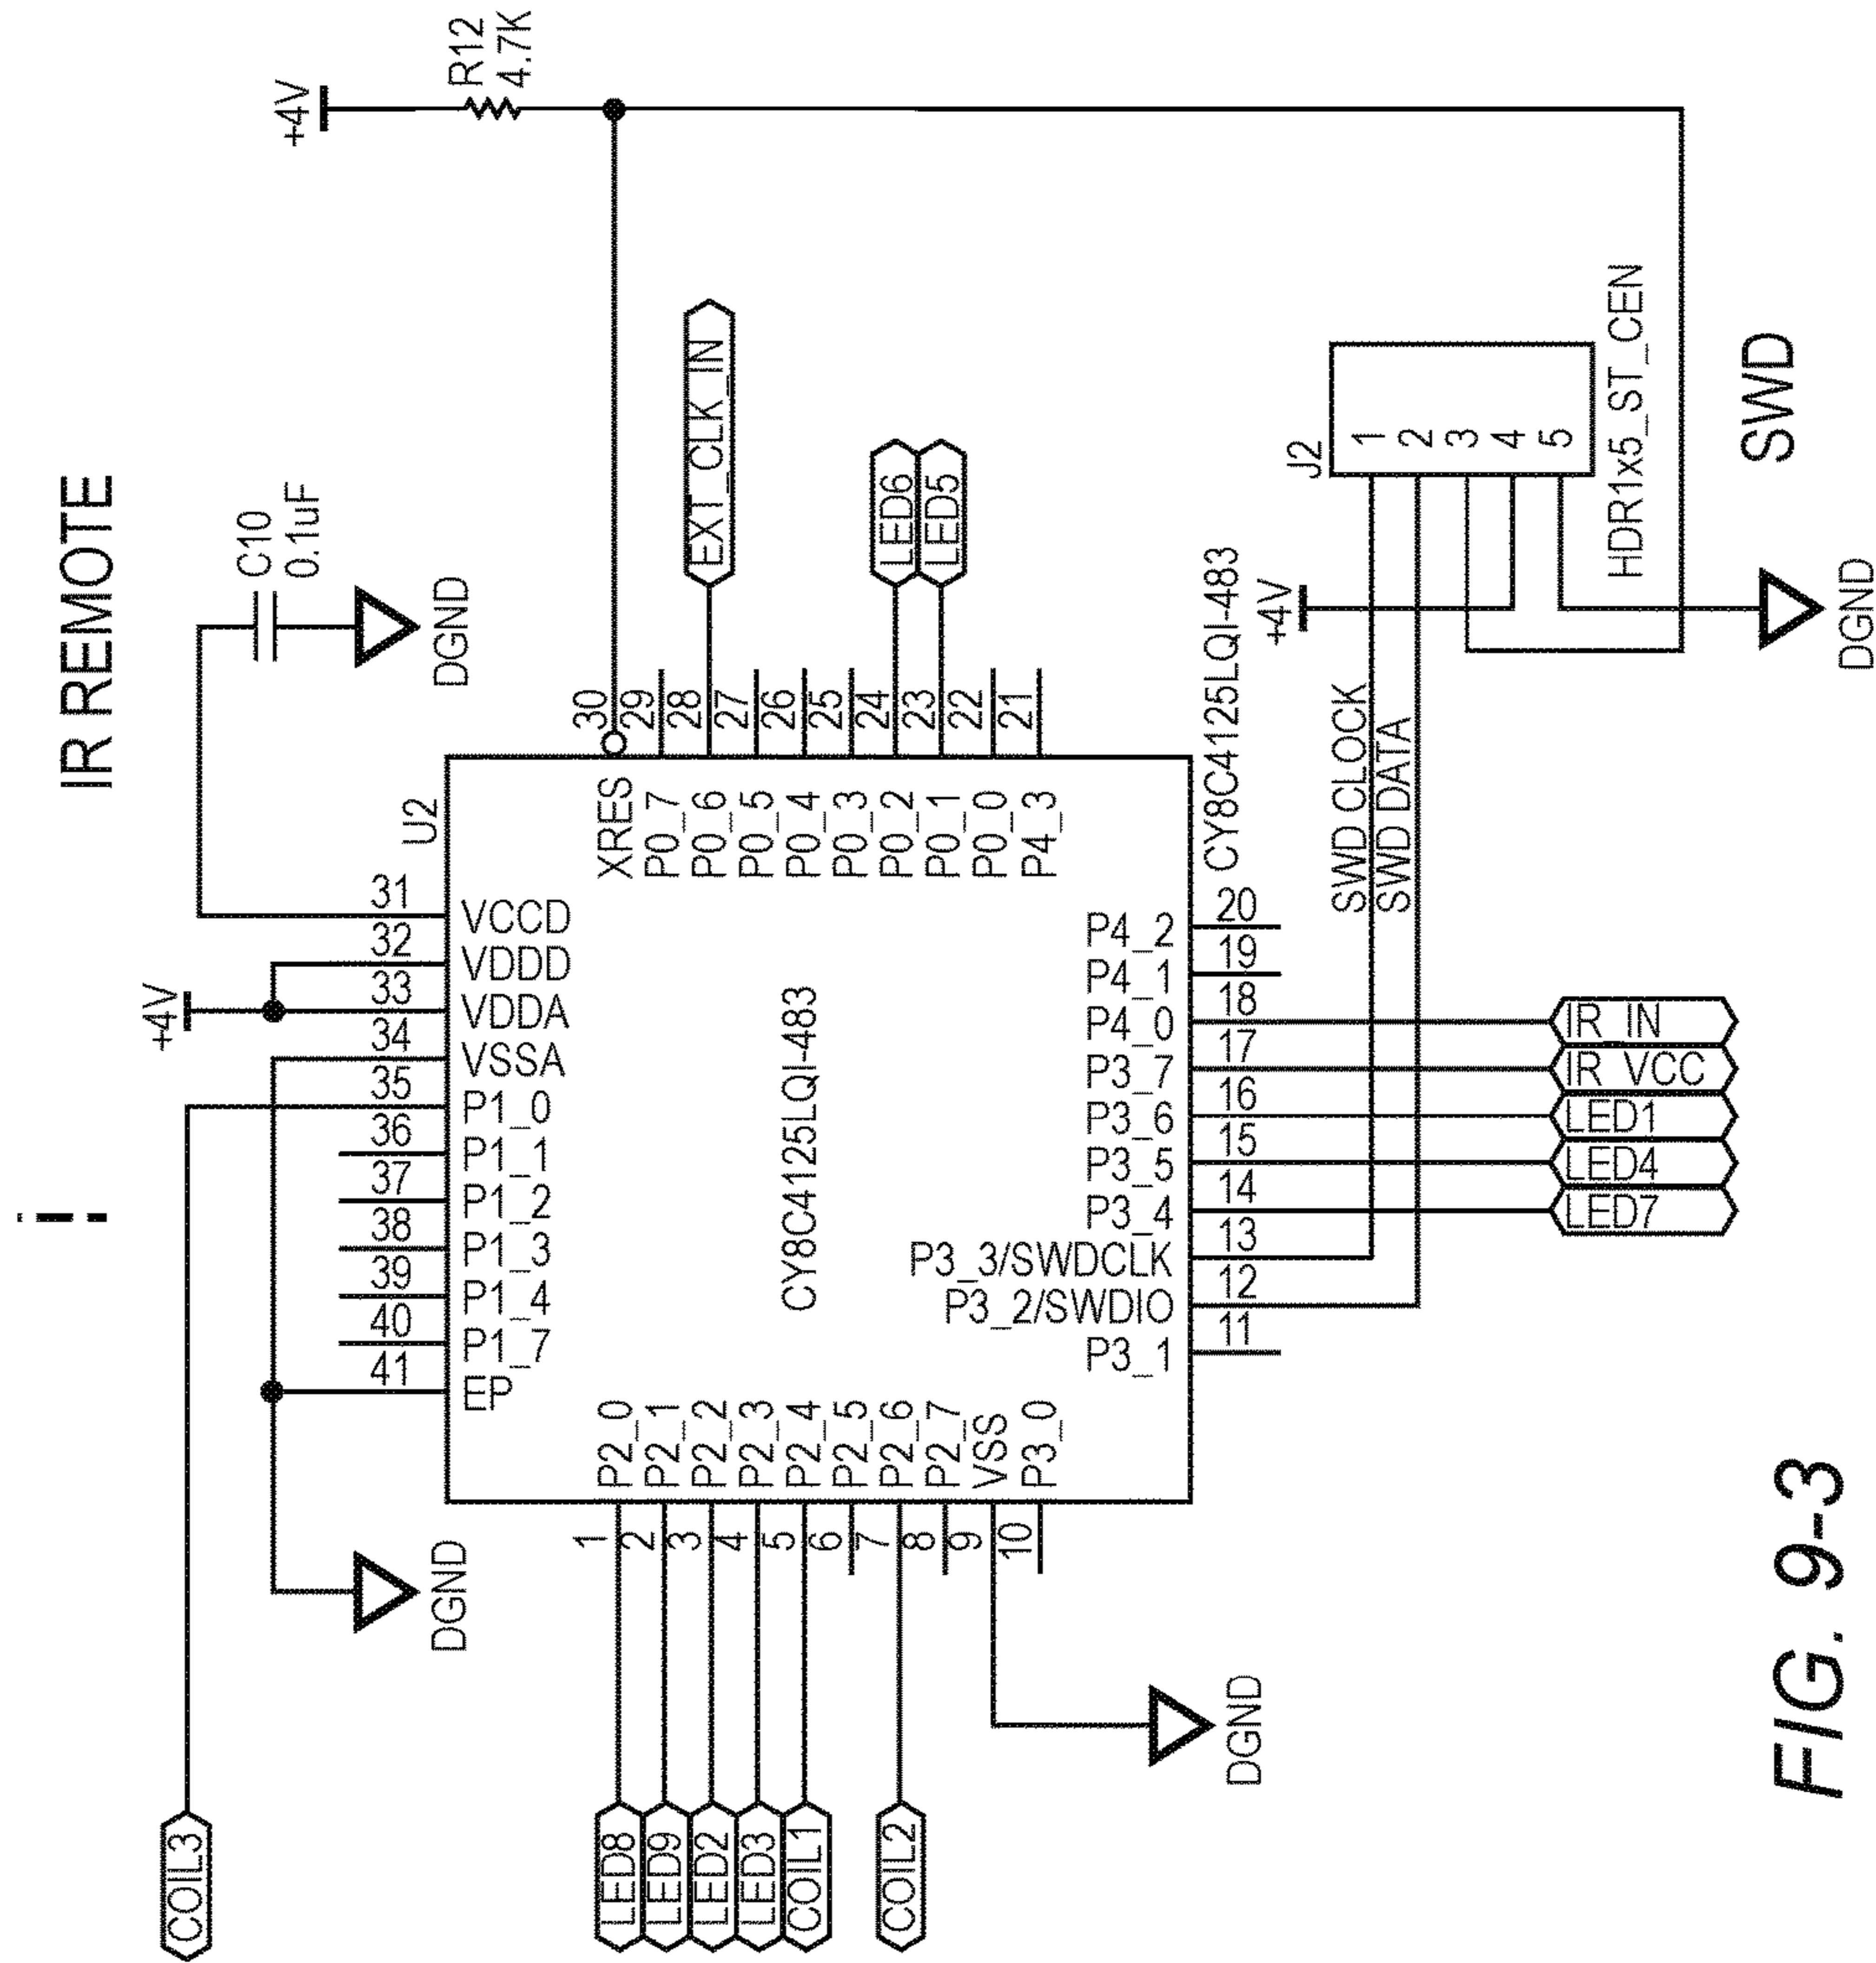 IR REMOTE
+4V
R12
4.7K
C10
0.1uF
DGND
EXT_CLK_IN
LED6
LED5
COIL3
+4V
DGND
U2
31
32
33
34
35
36
37
38
39
40
41
VCCD
VDDD
VDDA
VSSA
P1_0
P1_1
P1_2
P1_3
P1_4
P1_7
EP
30
29
28
27
26
25
24
23
22
21
XRES
P0_7
P0_6
P0_5
P0_4
P0_3
P0_2
P0_1
P0_0
P4_3
CY8C4125LQI-483
CY8C4125LQI-483
P2_0
P2_1
P2_2
P2_3
P2_4
P2_5
P2_6
P2_7
VSS
P3_0
1
2
3
4
5
6
7
8
9
10
LED8
LED9
LED2
LED3
COIL1
COIL2
DGND
P4_2
P4_1
P4_0
P3_7
P3_6
P3_5
P3_4
P3_3/SWDCLK
P3_2/SWDIO
P3_1
20
19
18
17
16
15
14
13
12
11
IR_IN
IR_VCC
LED1
LED4
LED7
SWD CLOCK
SWD DATA
+4V
J2
1
2
3
4
5
HDR1x5_ST_CEN
SWD
DGND
FIG. 9-3